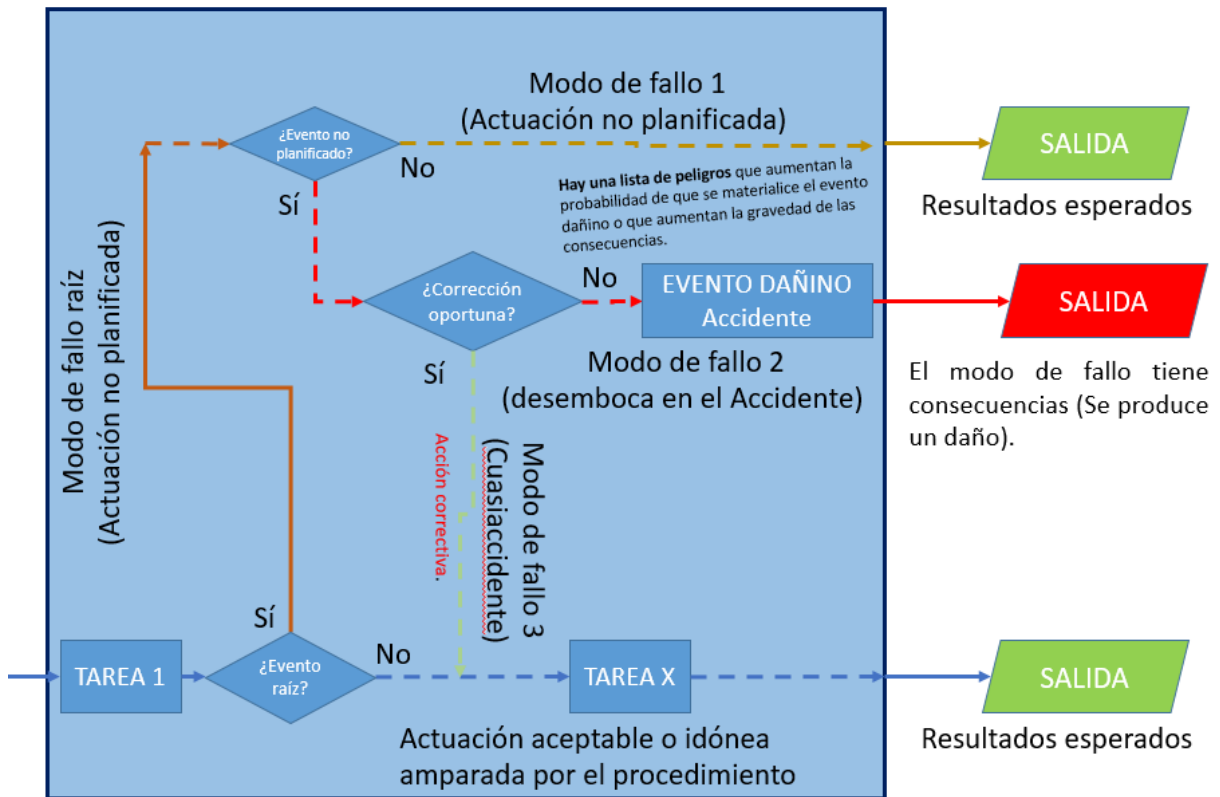 Modo de fallo 1
(Actuación no planificada)
¿Evento no
planificado?
No
Sí
SALIDA
Resultados esperados
Hay una lista de peligros que aumentan la
probabilidad de que se materialice el evento
dañino o que aumentan la gravedad de las
consecuencias.
Modo de fallo raíz
(Actuación no planificada)
¿Corrección
oportuna?
No
Sí
EVENTO DAÑINO
Accidente
SALIDA
Modo de fallo 2
(desemboca en el Accidente)
El modo de fallo tiene
consecuencias (Se produce
un daño).
Acción correctiva.
Modo de fallo 3
(Cuasiaccidente)
Sí
TAREA 1
¿Evento
raíz?
No
TAREA X
SALIDA
Resultados esperados
Actuación aceptable o idónea
amparada por el procedimiento